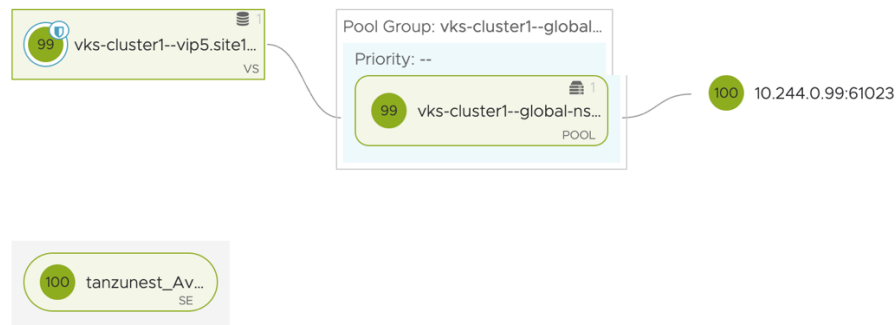 1
99 vks-cluster1--vip5.site1...
VS
Pool Group: vks-cluster1--global...
Priority: --
1
99 vks-cluster1--global-ns...
POOL
100 10.244.0.99:61023
100 tanzunest_Av...
SE